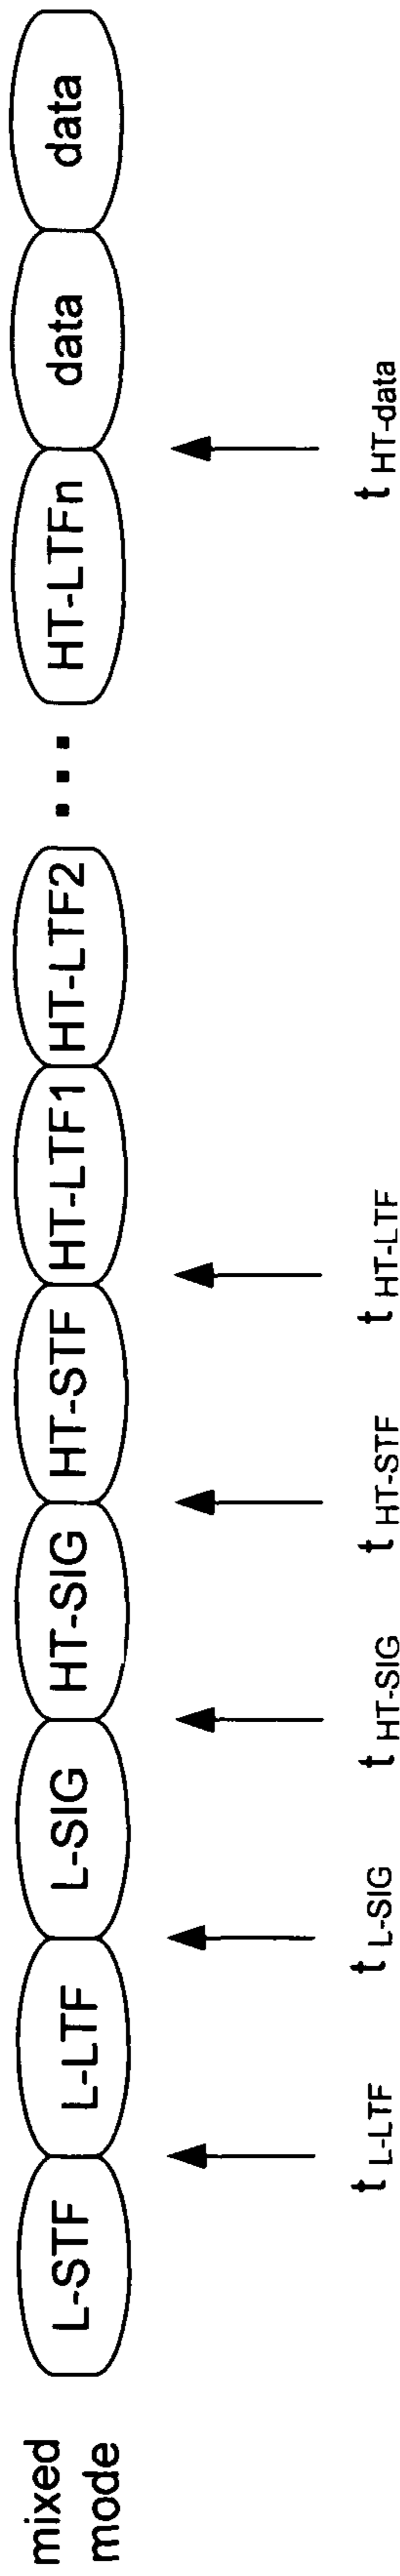 mixed
mode
L-STF
L-LTF
L-SIG
HT-SIG
HT-STF
HT-LTF1
HT-LTF2
...
HT-LTFn
data
data
t L-LTF
t L-SIG
t HT-SIG
t HT-STF
t HT-LTF
t HT-data